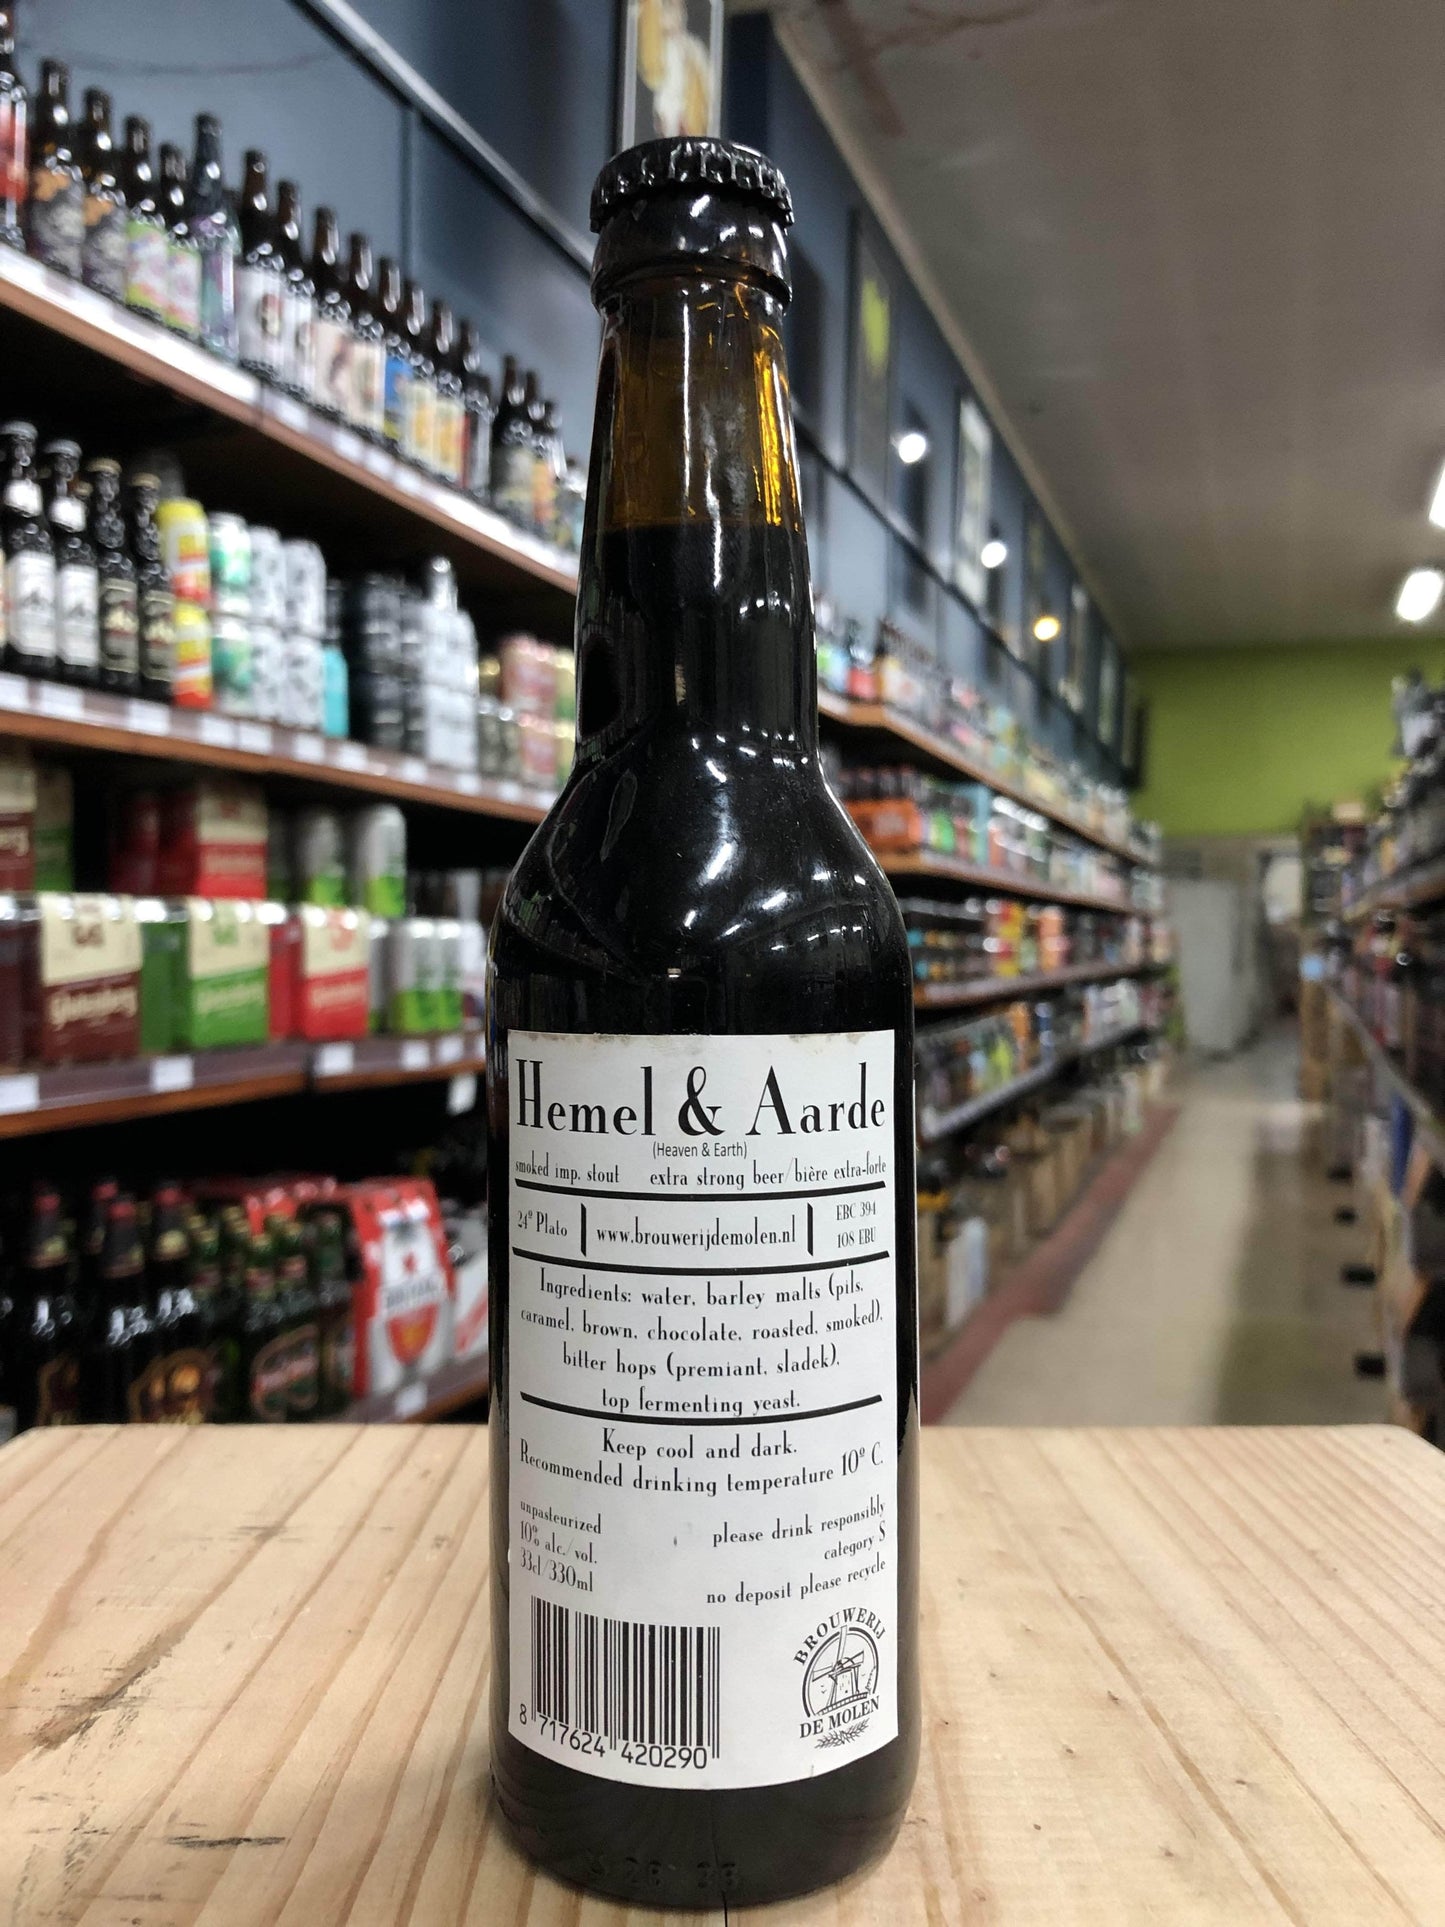 Hemel & Aarde
(Heaven & Earth)
smoked imp. stout extra strong beer/bière extra-forte
24º Plato
www.brouwerijdemolen.nl
EBC 394
108 EBU
Ingredients: water, barley malts (pils,
caramel, brown, chocolate, roasted, smoked),
bitter hops (premiant, sladek),
top fermenting yeast.
Keep cool and dark.
Recommended drinking temperature 10º C.
unpasteurized
10% alc./vol.
33cl/330ml
please drink responsibly
category S
no deposit please recycle
8 717624 420290
BROUWERIJ
DE MOLEN